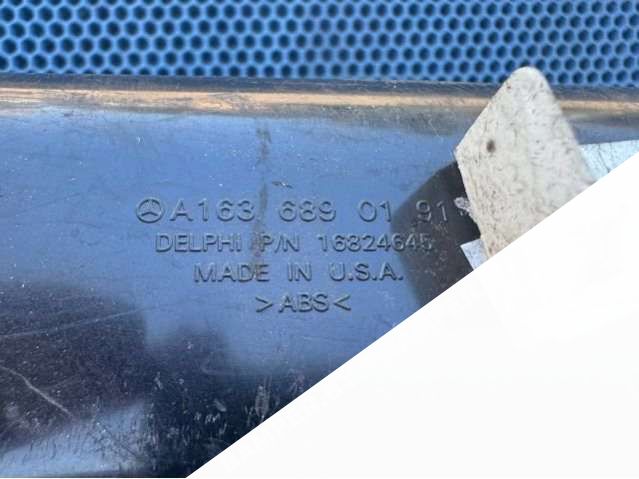 A163 689 01 91
DELPHI P/N 16824645
MADE IN U.S.A.
>ABS<